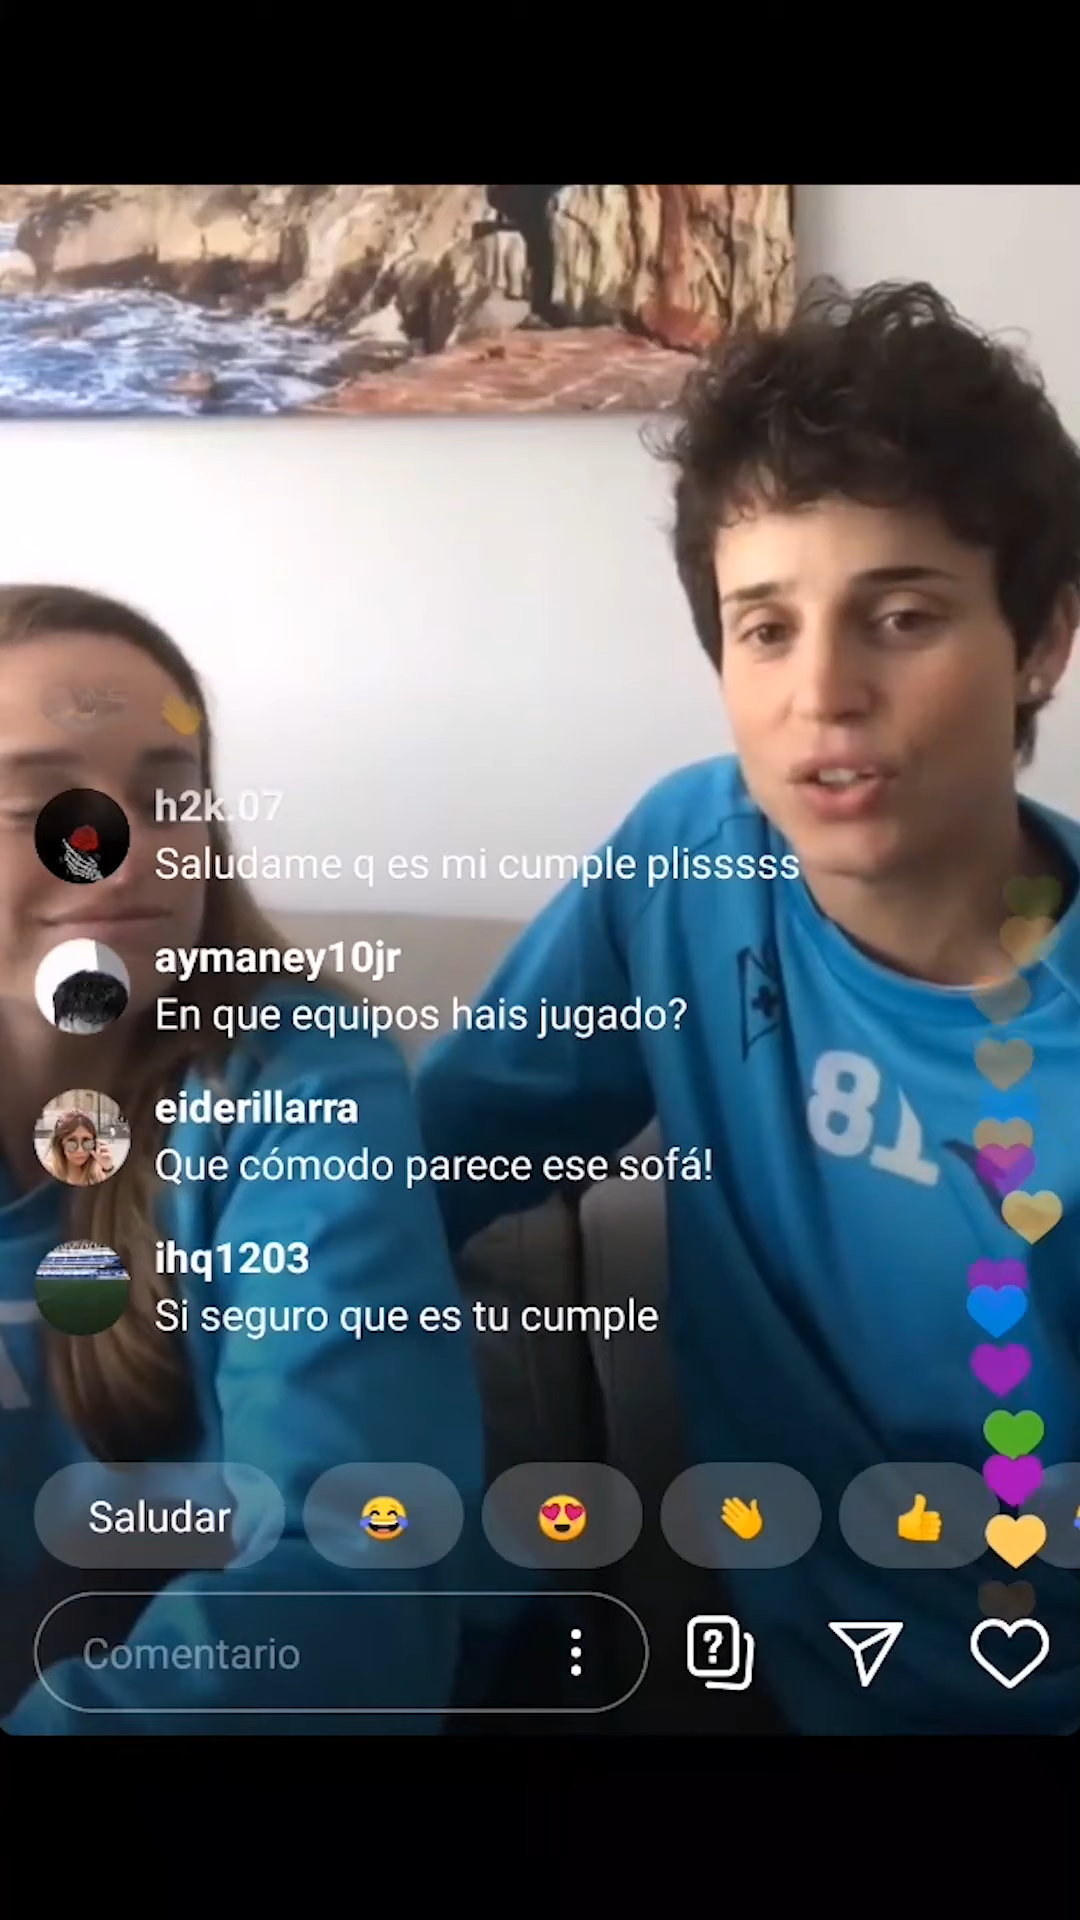 h2k.07
Saludame q es mi cumple plisssss
aymaney10jr
En que equipos hais jugado?
eiderillarra
Que cómodo parece ese sofá!
ihq1203
Si seguro que es tu cumple
18
Saludar
Comentario
?